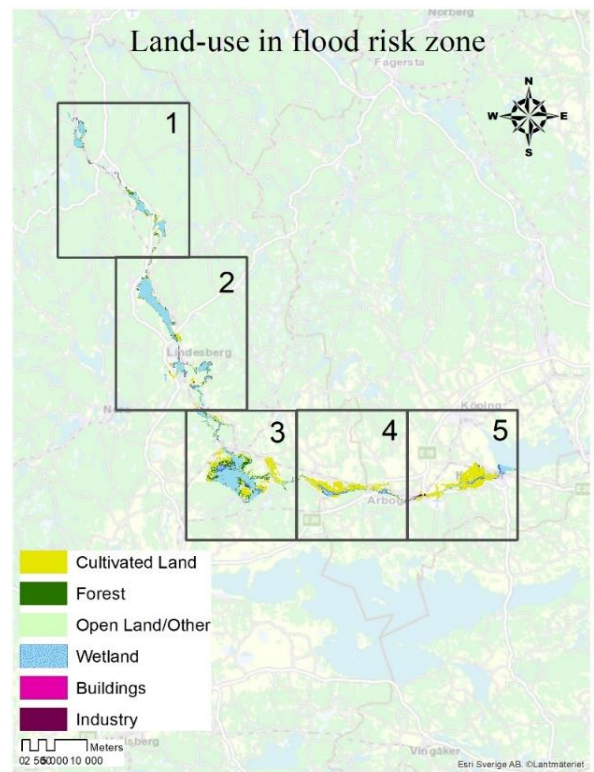 Norberg
Land-use in flood risk zone
Fagersta
N
W E
S
1
2
Lindesberg
Köping
3 4 5
Arboga
Cultivated Land
Forest
Open Land/Other
Wetland
Buildings
Industry
Meters
Vingåker
Esri Sverige AB. ©Lantmäteriet